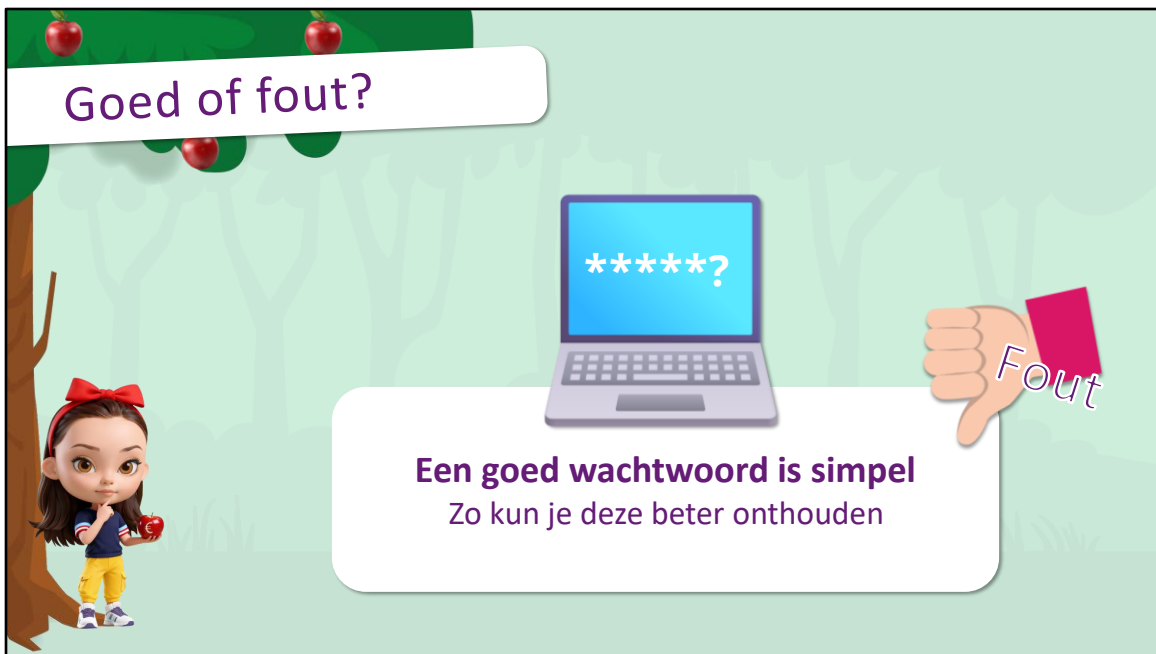 Goed of fout?
*****?
Fout
Een goed wachtwoord is simpel
Zo kun je deze beter onthouden
€